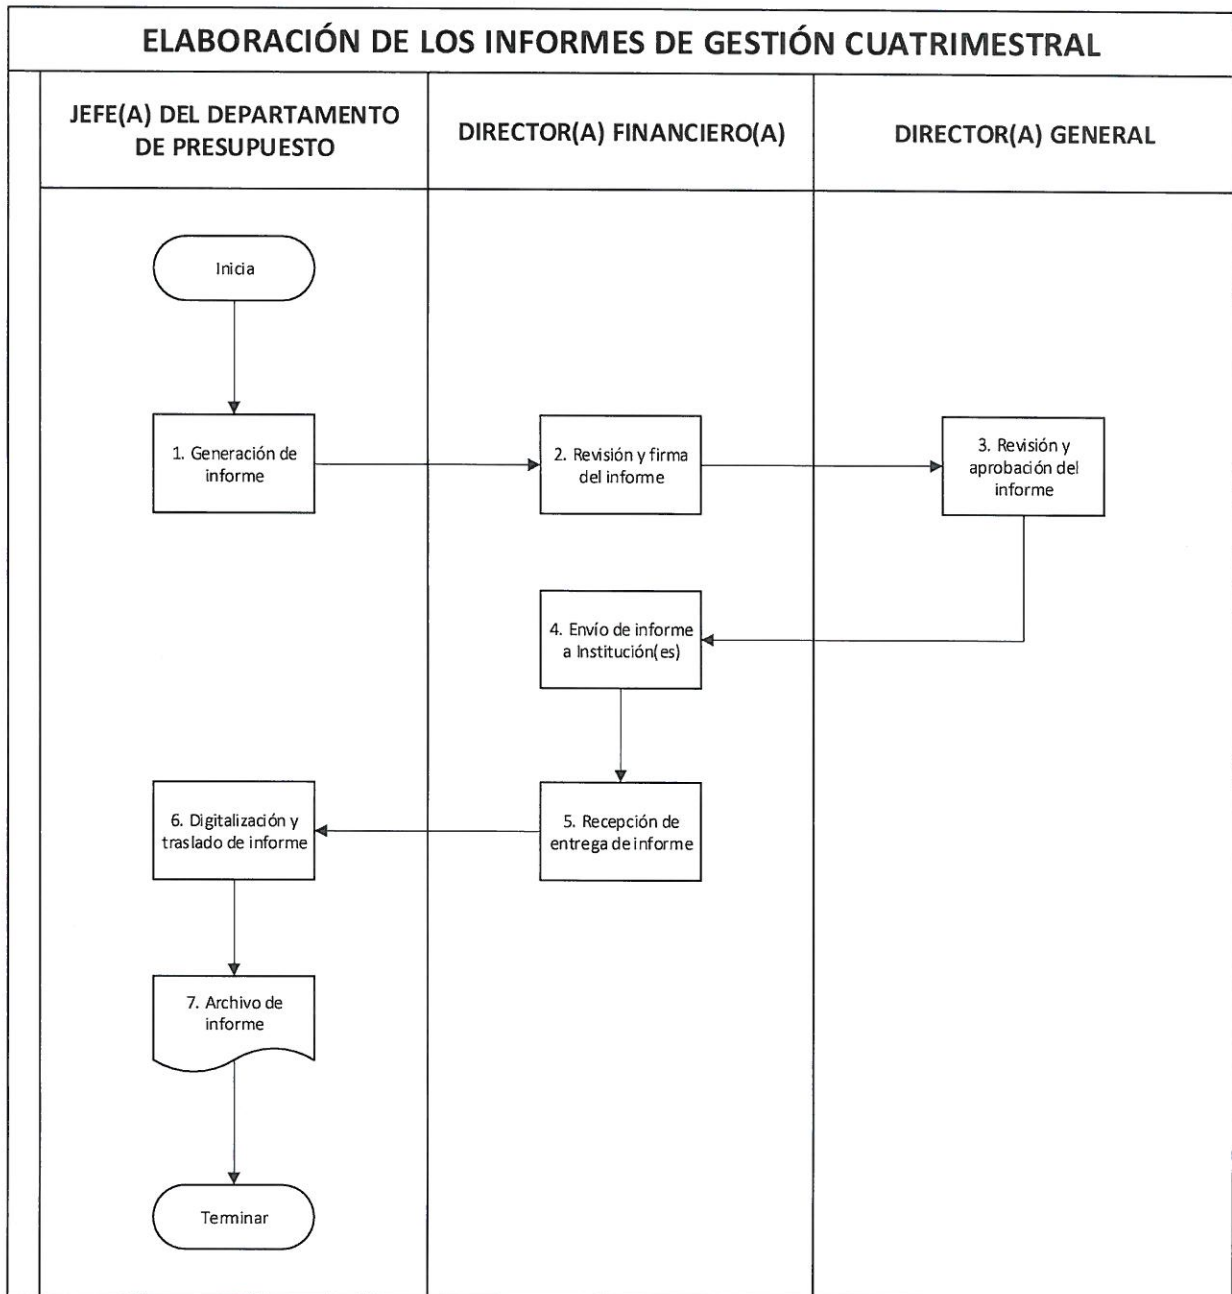 ELABORACIÓN DE LOS INFORMES DE GESTIÓN CUATRIMESTRAL
JEFE(A) DEL DEPARTAMENTO
DE PRESUPUESTO
DIRECTOR(A) FINANCIERO(A)
DIRECTOR(A) GENERAL
Inicia
1. Generación de
informe
2. Revisión y firma
del informe
3. Revisión y
aprobación del
informe
4. Envío de informe
a Institución(es)
5. Recepción de
entrega de informe
6. Digitalización y
traslado de informe
7. Archivo de
informe
Terminar